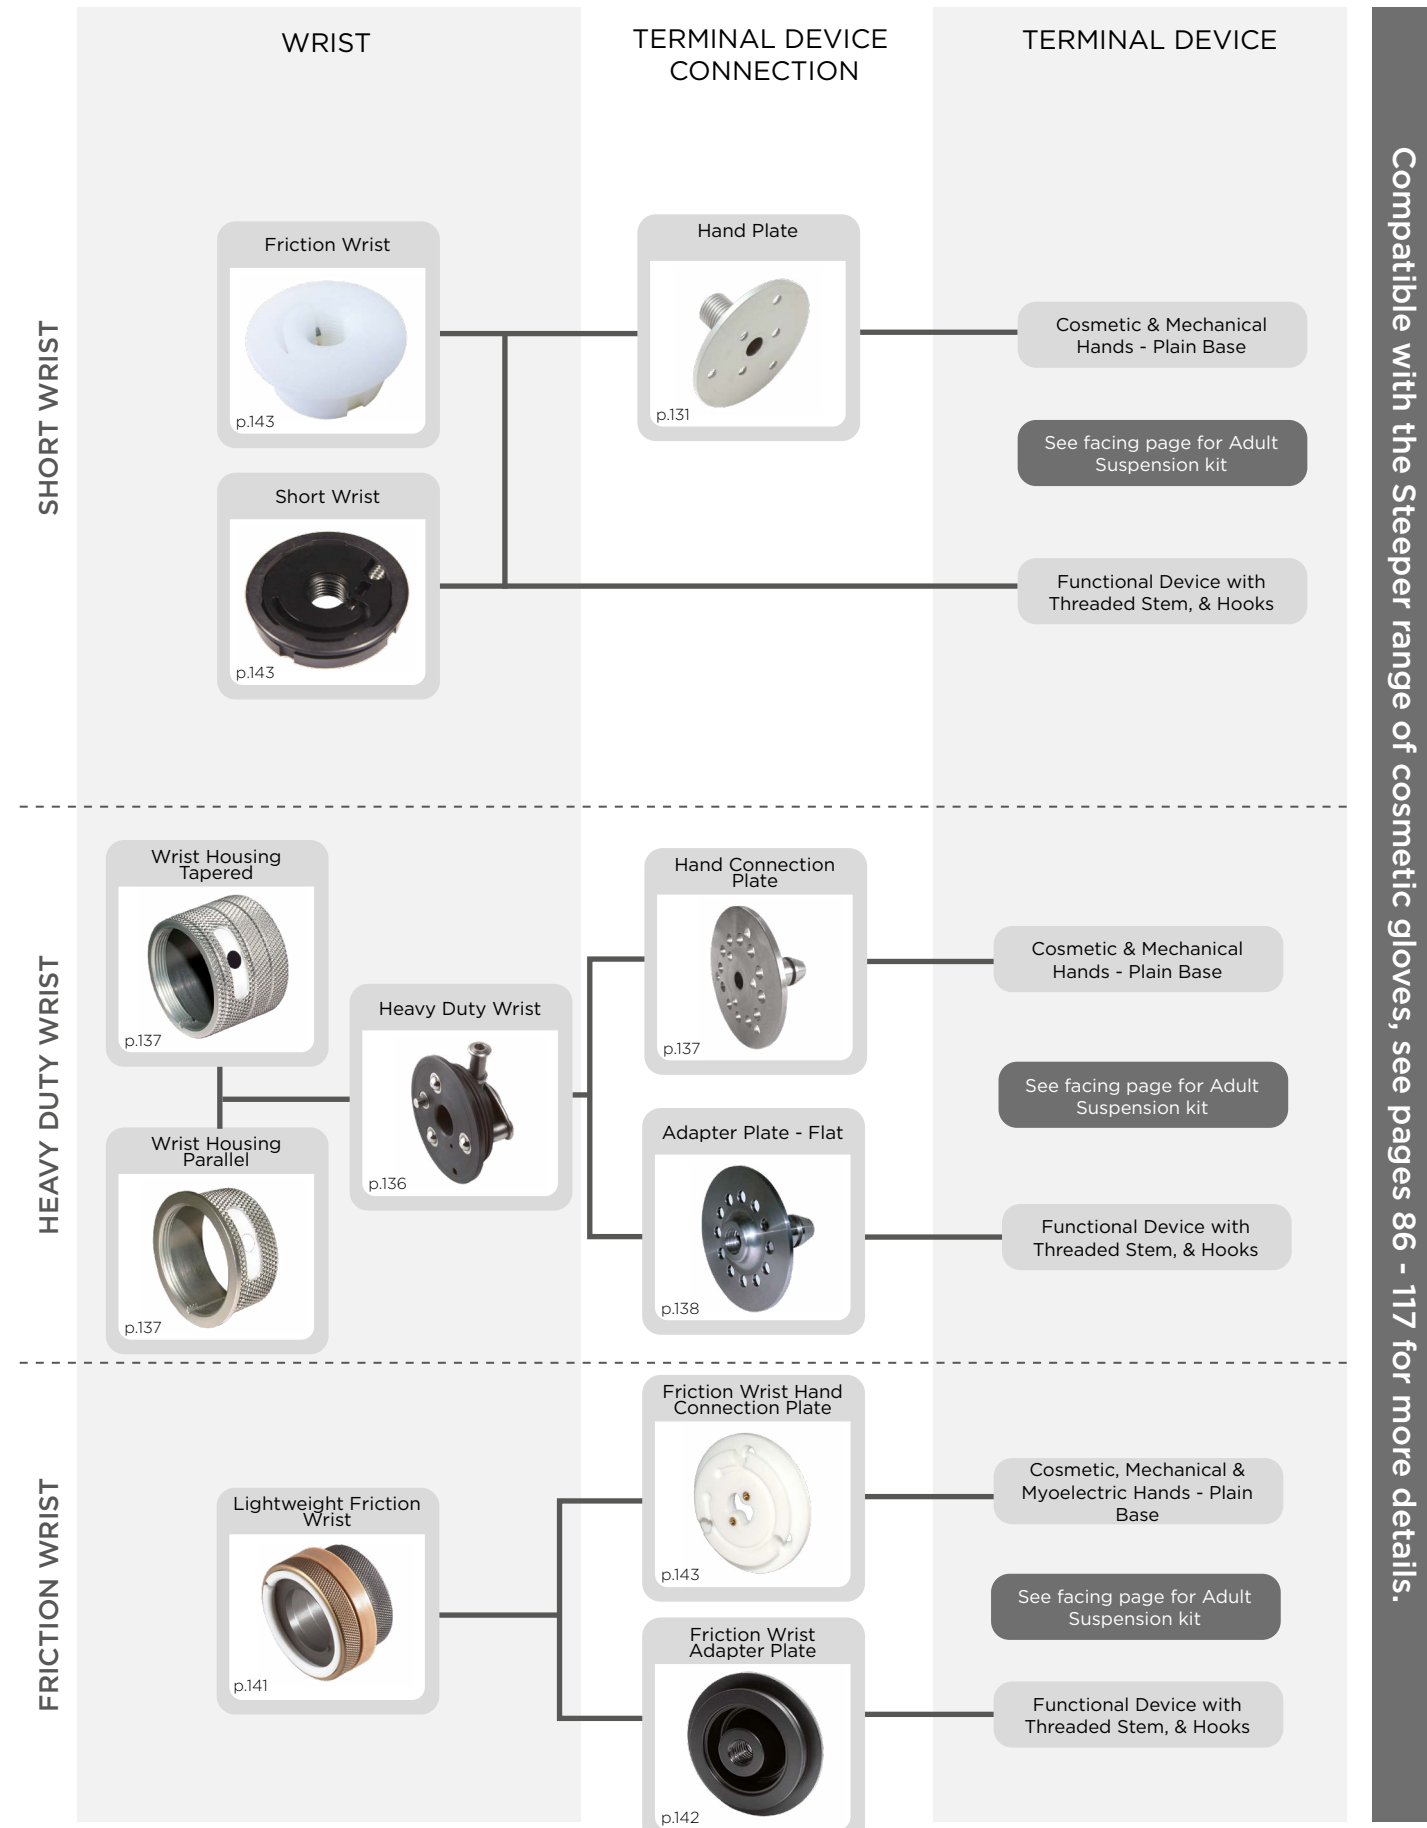 WRIST
TERMINAL DEVICE
CONNECTION
TERMINAL DEVICE
SHORT WRIST
Friction Wrist
p.143
Hand Plate
p.131
Cosmetic & Mechanical
Hands - Plain Base
See facing page for Adult
Suspension kit
Short Wrist
p.143
Functional Device with
Threaded Stem, & Hooks
HEAVY DUTY WRIST
Wrist Housing
Tapered
p.137
Wrist Housing
Parallel
p.137
Heavy Duty Wrist
p.136
Hand Connection
Plate
p.137
Adapter Plate - Flat
p.138
Cosmetic & Mechanical
Hands - Plain Base
See facing page for Adult
Suspension kit
Functional Device with
Threaded Stem, & Hooks
FRICTION WRIST
Lightweight Friction
Wrist
p.141
Friction Wrist Hand
Connection Plate
p.143
Friction Wrist
Adapter Plate
p.142
Cosmetic, Mechanical &
Myoelectric Hands - Plain
Base
See facing page for Adult
Suspension kit
Functional Device with
Threaded Stem, & Hooks
Compatible with the Steeper range of cosmetic gloves, see pages 86 - 117 for more details.